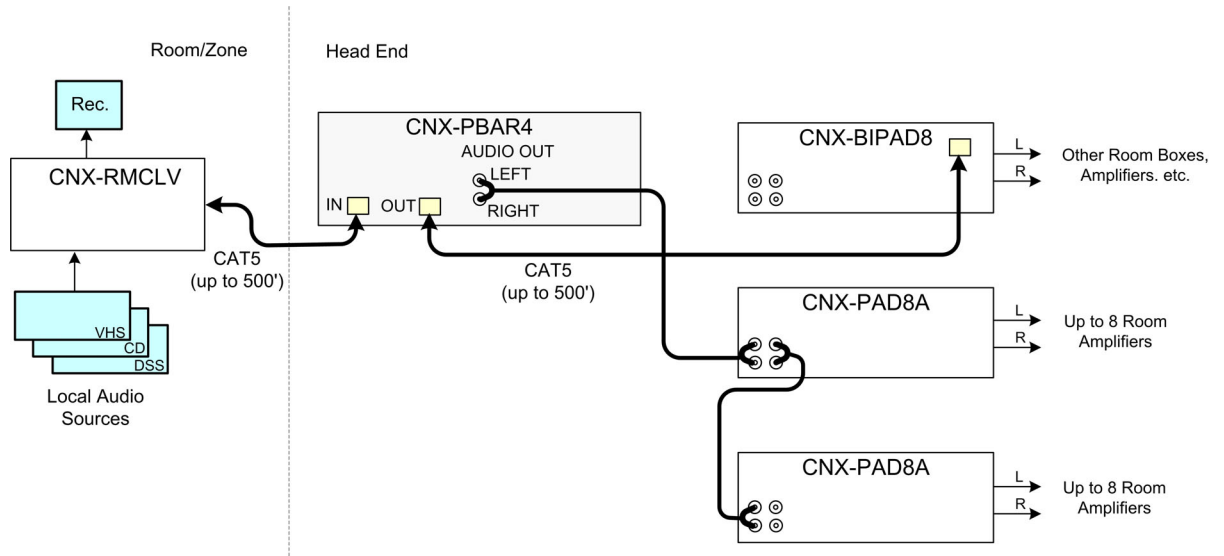 Room/Zone
Head End
Rec.
CNX-RMCLV
VHS
CD
DSS
Local Audio
Sources
CAT5
(up to 500')
CNX-PBAR4
AUDIO OUT
LEFT
RIGHT
IN
OUT
CAT5
(up to 500')
CNX-BIPAD8
L
R
Other Room Boxes,
Amplifiers. etc.
CNX-PAD8A
L
R
Up to 8 Room
Amplifiers
CNX-PAD8A
L
R
Up to 8 Room
Amplifiers